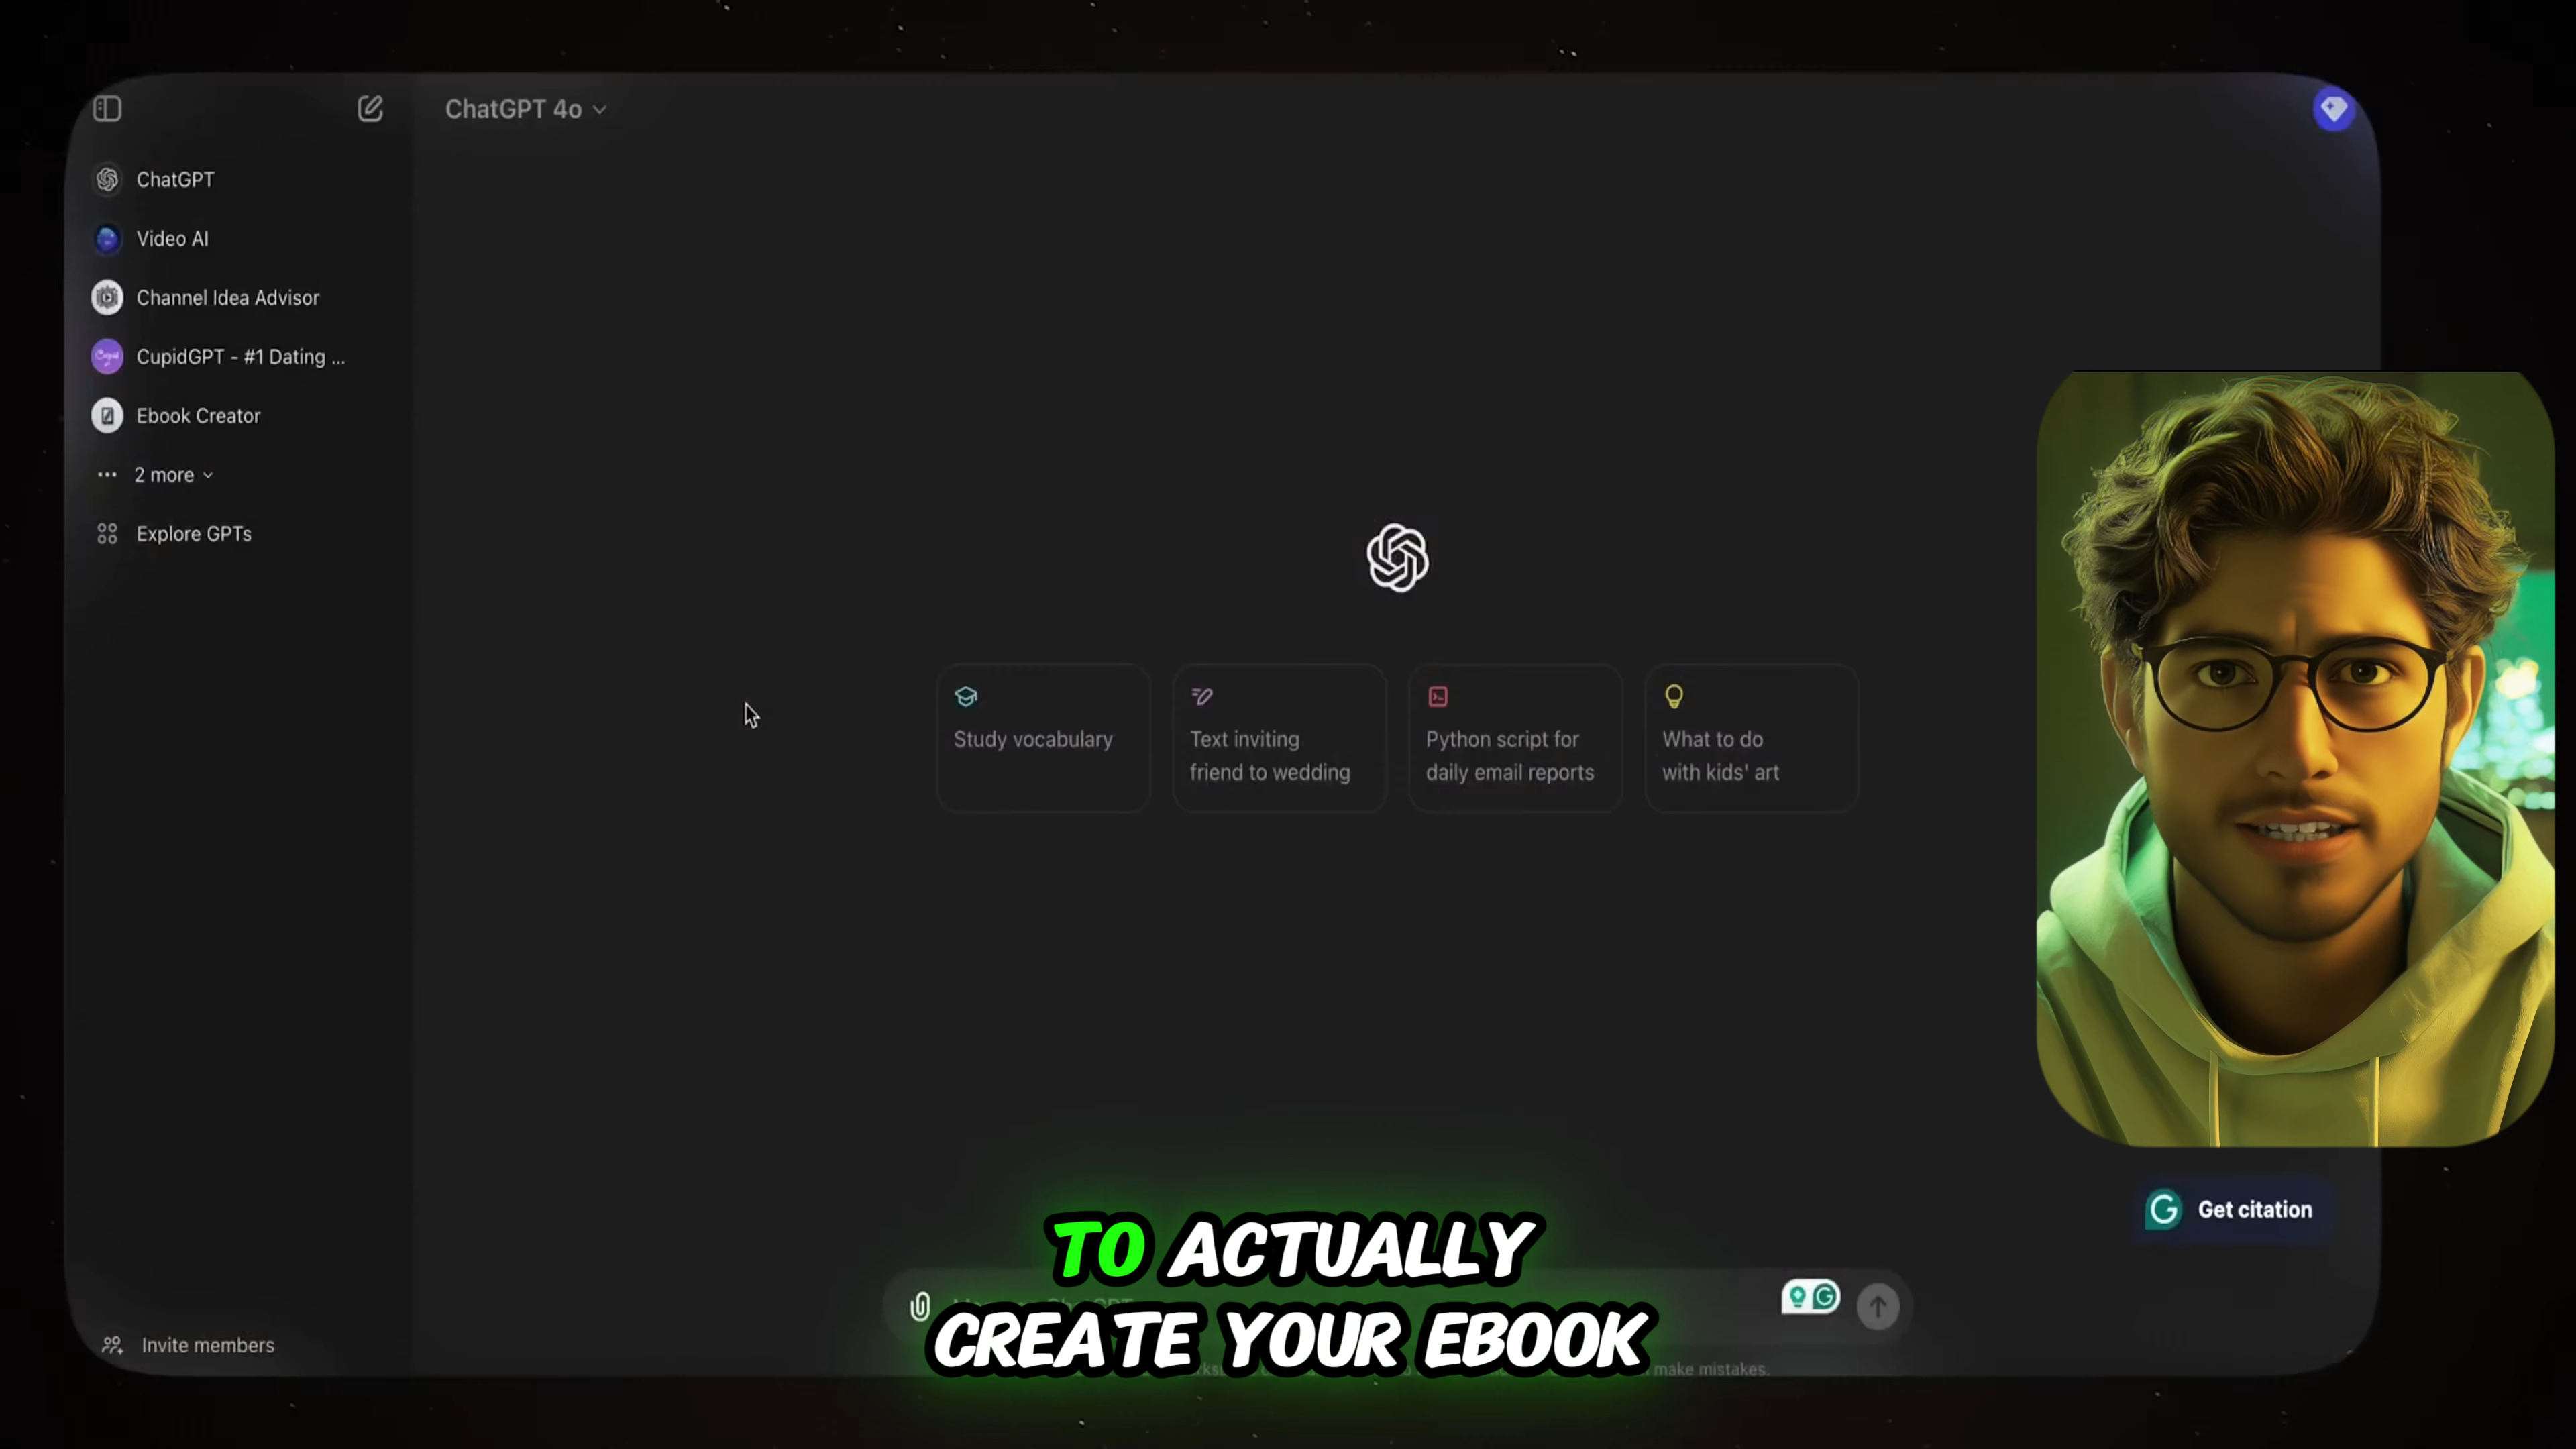 ChatGPT 4o
ChatGPT
Video AI
Channel Idea Advisor
CupidGPT - #1 Dating ...
Ebook Creator
2 more
Explore GPTs
Study vocabulary
Text inviting
friend to wedding
Python script for
daily email reports
What to do
with kids' art
Get citation
TO ACTUALLY
CREATE YOUR EBOOK
make mistakes.
Invite members